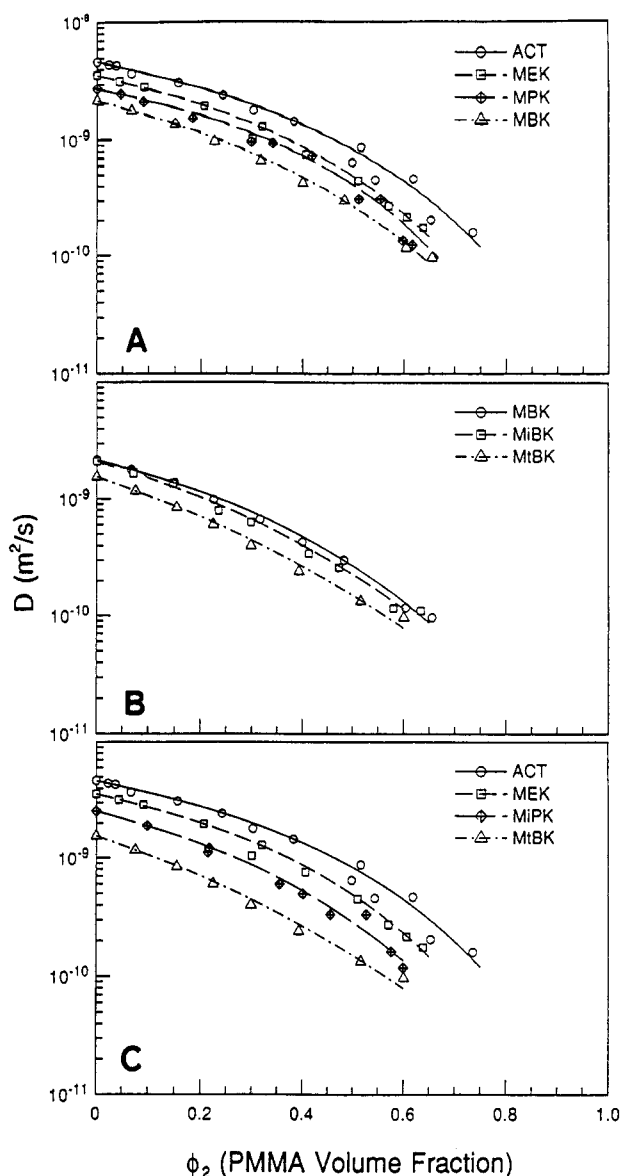 10⁻⁸
ACT
MEK
MPK
MBK
10⁻⁹
10⁻¹⁰
A
10⁻¹¹
MBK
MiBK
MtBK
10⁻⁹
D (m²/s)
10⁻¹⁰
B
10⁻¹¹
ACT
MEK
MiPK
MtBK
10⁻⁹
10⁻¹⁰
C
10⁻¹¹
0 0.2 0.4 0.6 0.8 1.0
ϕ₂ (PMMA Volume Fraction)